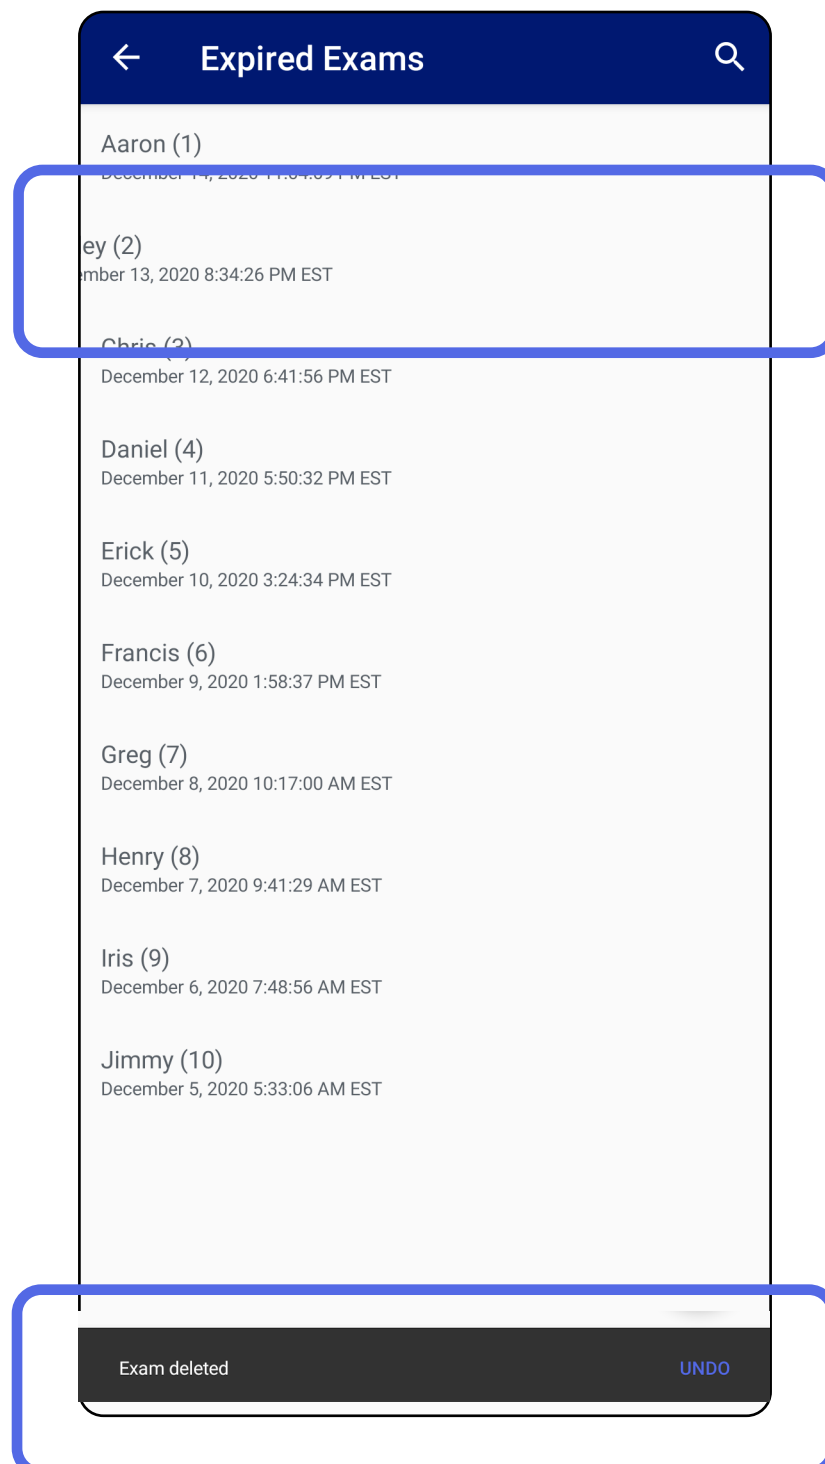 Expired Exams
Aaron (1)
December 14, 2020
ey (2)
ember 13, 2020 8:34:26 PM EST
Chris (3)
December 12, 2020 6:41:56 PM EST
Daniel (4)
December 11, 2020 5:50:32 PM EST
Erick (5)
December 10, 2020 3:24:34 PM EST
Francis (6)
December 9, 2020 1:58:37 PM EST
Greg (7)
December 8, 2020 10:17:00 AM EST
Henry (8)
December 7, 2020 9:41:29 AM EST
Iris (9)
December 6, 2020 7:48:56 AM EST
Jimmy (10)
December 5, 2020 5:33:06 AM EST
Exam deleted
UNDO